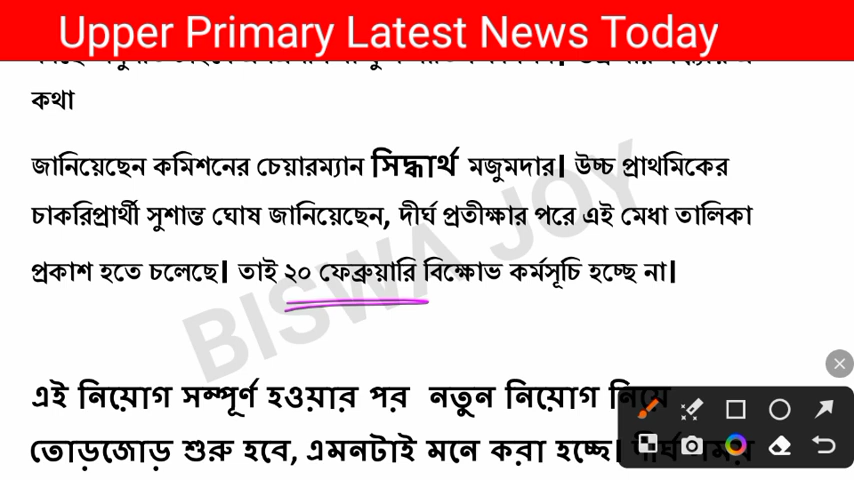 Upper Primary Latest News Today
কথা
জানিয়েছেন কমিশনের চেয়ারম্যান সিদ্ধার্থ মজুমদার। উচ্চ প্রাথমিকের
চাকরিপ্রার্থী সুশান্ত ঘোষ জানিয়েছেন, দীর্ঘ প্রতীক্ষার পরে এই মেধা তালিকা
প্রকাশ হতে চলেছে। তাই ২০ ফেব্রুয়ারি বিক্ষোভ কর্মসূচি হচ্ছে না।
BISWA JOY
এই নিয়োগ সম্পূর্ণ হওয়ার পর নতুন নিয়োগ নিয়ে
তোড়জোড় শুরু হবে, এমনটাই মনে করা হচ্ছে। দীর্ঘ সময়